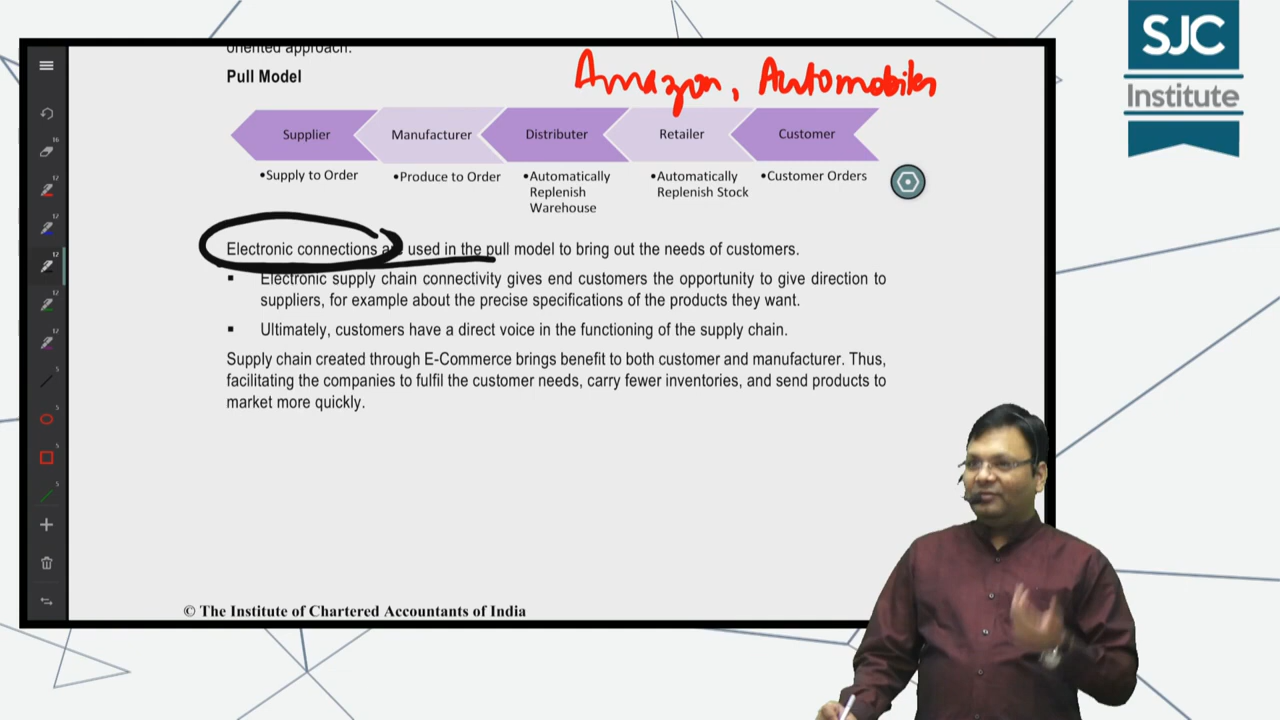 SJC
Institute
oriented approach.
Pull Model
Amazon, Automobiles
Supplier
Manufacturer
Distributer
Retailer
Customer
•Supply to Order
•Produce to Order
•Automatically
Replenish
Warehouse
•Automatically
Replenish Stock
•Customer Orders
Electronic connections are used in the pull model to bring out the needs of customers.
▪ Electronic supply chain connectivity gives end customers the opportunity to give direction to
suppliers, for example about the precise specifications of the products they want.
▪ Ultimately, customers have a direct voice in the functioning of the supply chain.
Supply chain created through E-Commerce brings benefit to both customer and manufacturer. Thus,
facilitating the companies to fulfil the customer needs, carry fewer inventories, and send products to
market more quickly.
© The Institute of Chartered Accountants of India